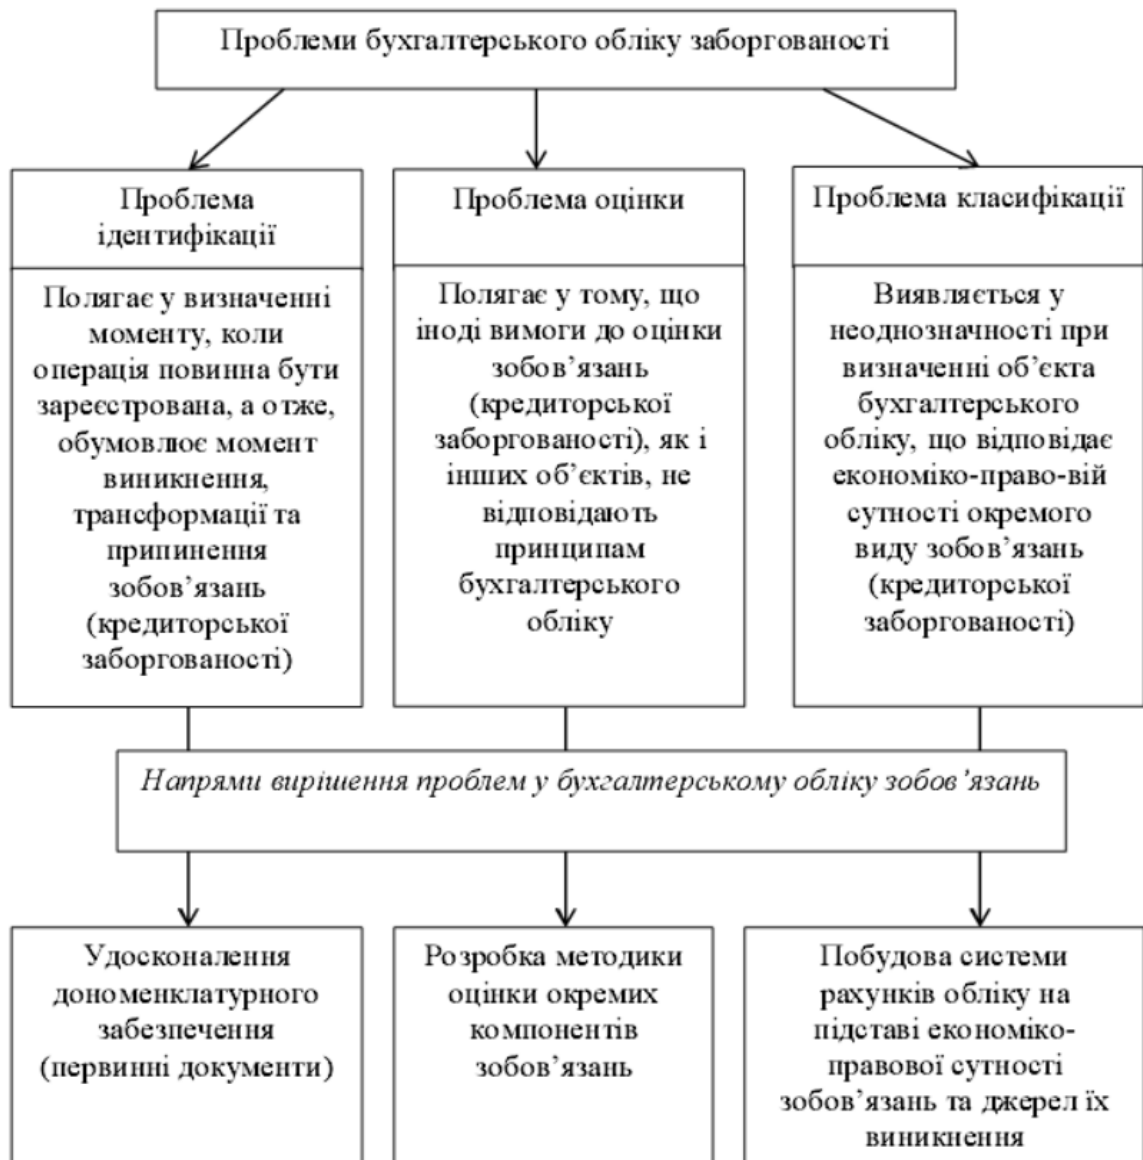 Проблеми бухгалтерського обліку заборгованості
Проблема
ідентифікації
Полягає у визначенні
моменту, коли
операція повинна бути
зареєстрована, а отже,
обумовлює момент
виникнення,
трансформації та
припинення
зобов’язань
(кредиторської
заборгованості)
Проблема оцінки
Полягає у тому, що
іноді вимоги до оцінки
зобов’язань
(кредиторської
заборгованості), як і
інших об’єктів, не
відповідають
принципам
бухгалтерського
обліку
Проблема класифікації
Виявляється у
неоднозначності при
визначенні об’єкта
бухгалтерського
обліку, що відповідає
економіко-право-вій
сутності окремого
виду зобов’язань
(кредиторської
заборгованості)
Напрями вирішення проблем у бухгалтерському обліку зобов’язань
Удосконалення
дономенклатурного
забезпечення
(первинні документи)
Розробка методики
оцінки окремих
компонентів
зобов’язань
Побудова системи
рахунків обліку на
підставі економіко-
правової сутності
зобов’язань та джерел їх
виникнення